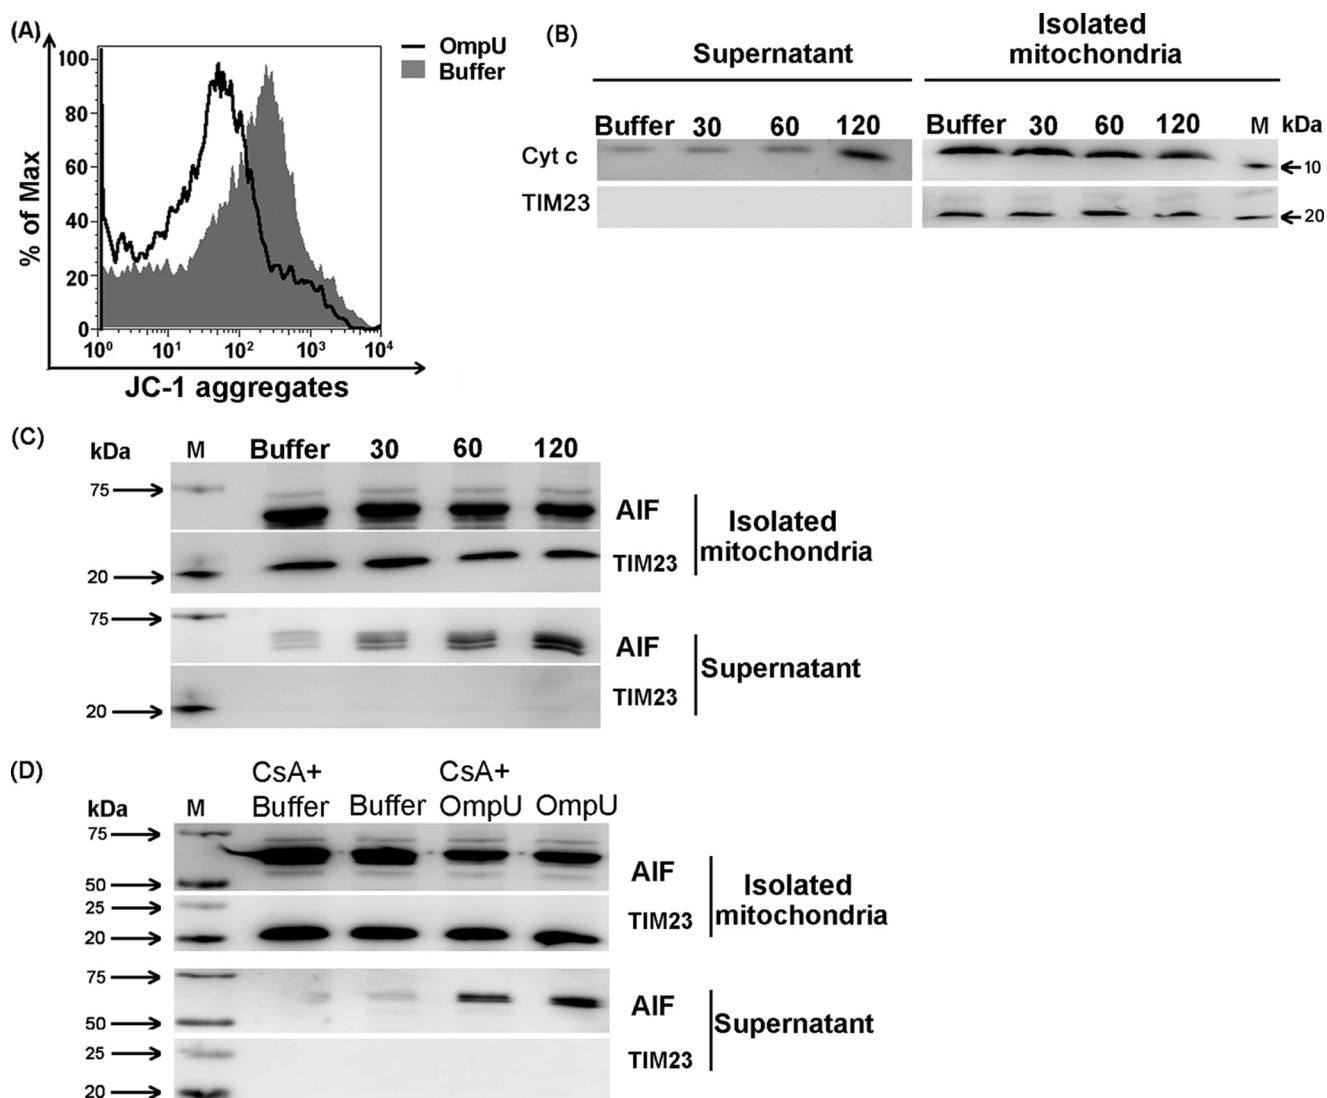 (A)
OmpU
Buffer
100
80
60
40
20
0
% of Max
10⁰ 10¹ 10² 10³ 10⁴
JC-1 aggregates
(B)
Supernatant
Isolated
mitochondria
Buffer 30 60 120
Buffer 30 60 120 M kDa
Cyt c
10
TIM23
20
(C)
kDa M Buffer 30 60 120
75
AIF
TIM23
20
Isolated
mitochondria
75
AIF
TIM23
20
Supernatant
(D)
CsA+ CsA+
kDa M Buffer Buffer OmpU OmpU
75
AIF
50
25
TIM23
20
Isolated
mitochondria
75
AIF
50
Supernatant
25
TIM23
20